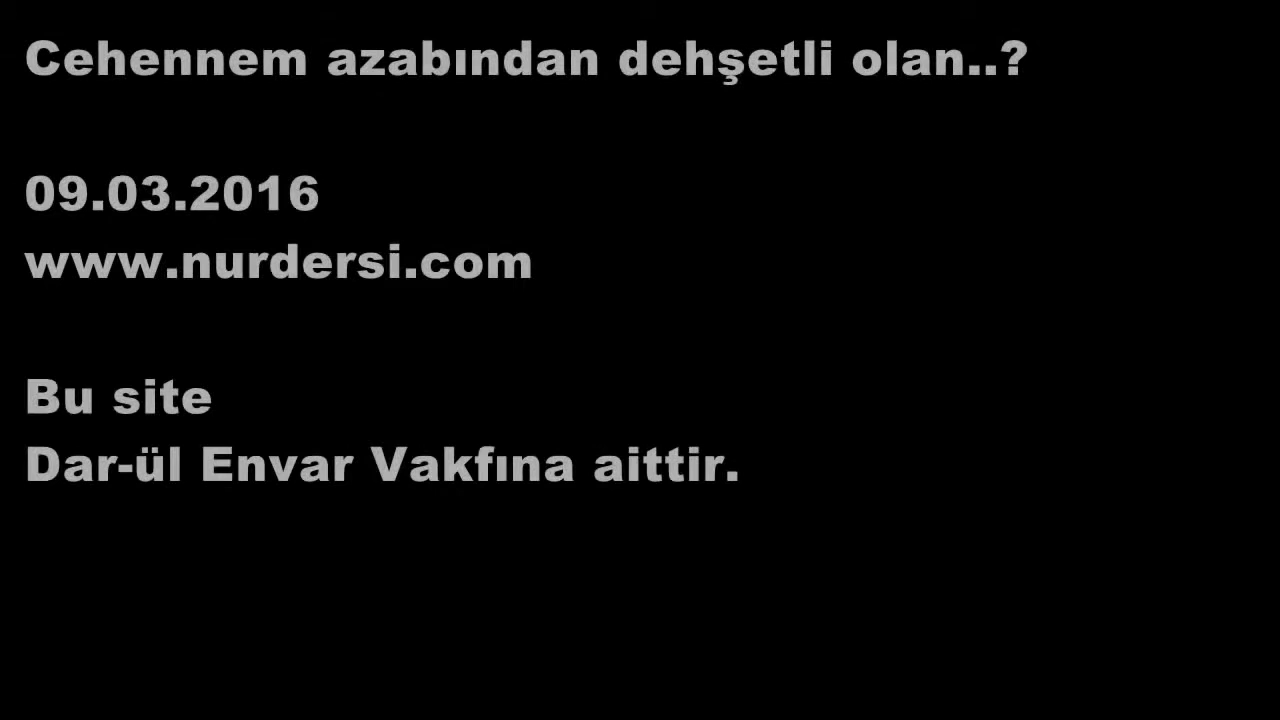 Cehennem azabından dehşetli olan..?
09.03.2016
www.nurdersi.com
Bu site
Dar-ül Envar Vakfına aittir.